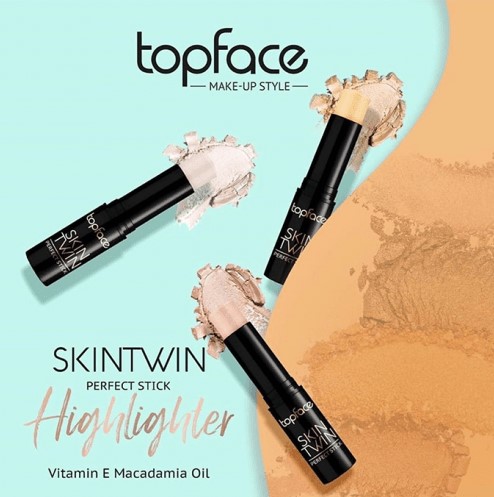 topface
MAKE-UP STYLE
topface
SKIN
TWIN
PERFECT STICK
topface
SKIN
TWIN
PERFECT STICK
SKINTWIN
PERFECT STICK
Highlighter
Vitamin E Macadamia Oil
topface
SKIN
TWIN
PERFECT STICK